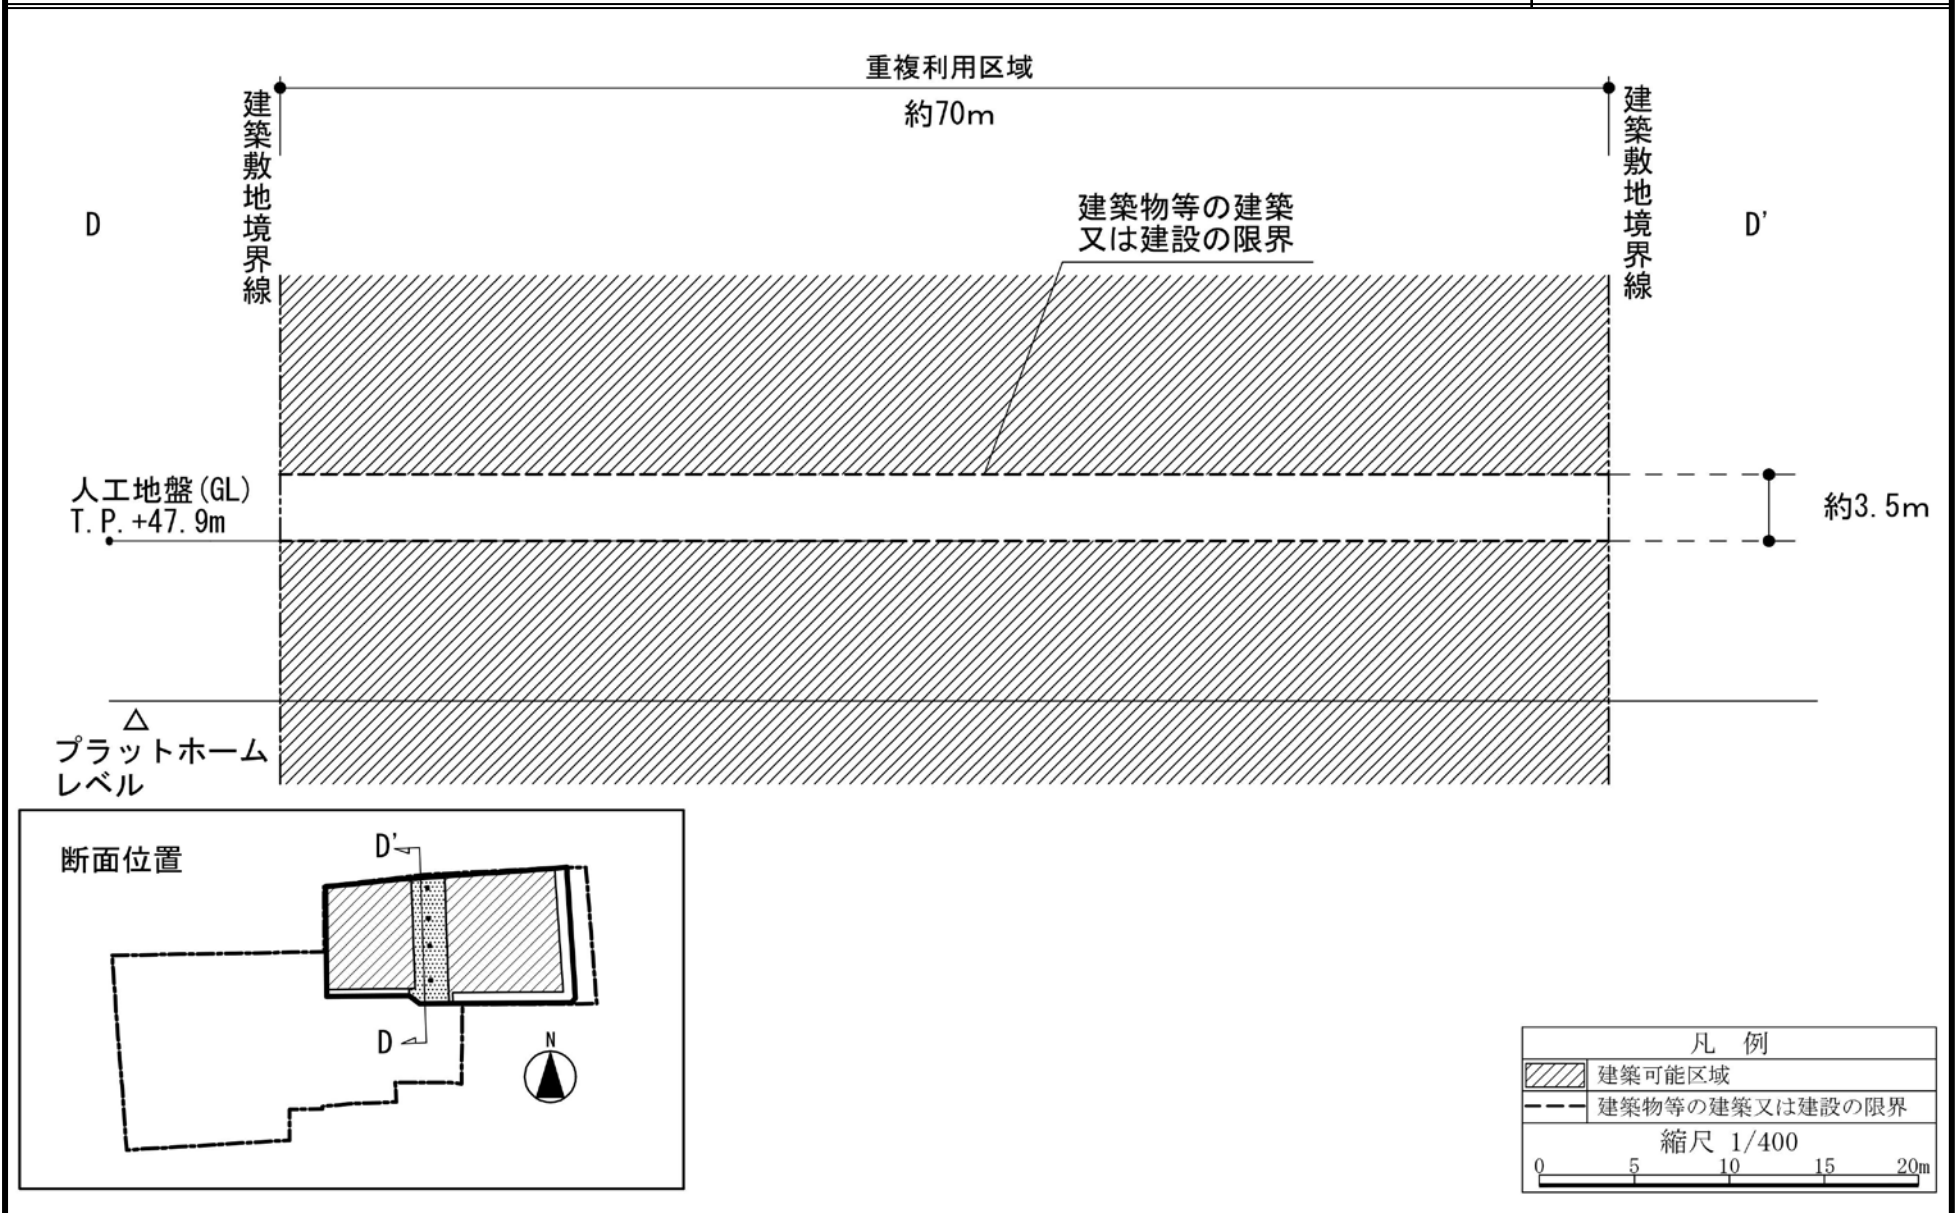 重複利用区域
約70m
建築敷地境界線
建築敷地境界線
D
D'
建築物等の建築
又は建設の限界
人工地盤(GL)
T.P.+47.9m
約3.5m
プラットホーム
レベル
断面位置
D'
D
N
凡 例
建築可能区域
建築物等の建築又は建設の限界
縮尺 1/400
0 5 10 15 20m